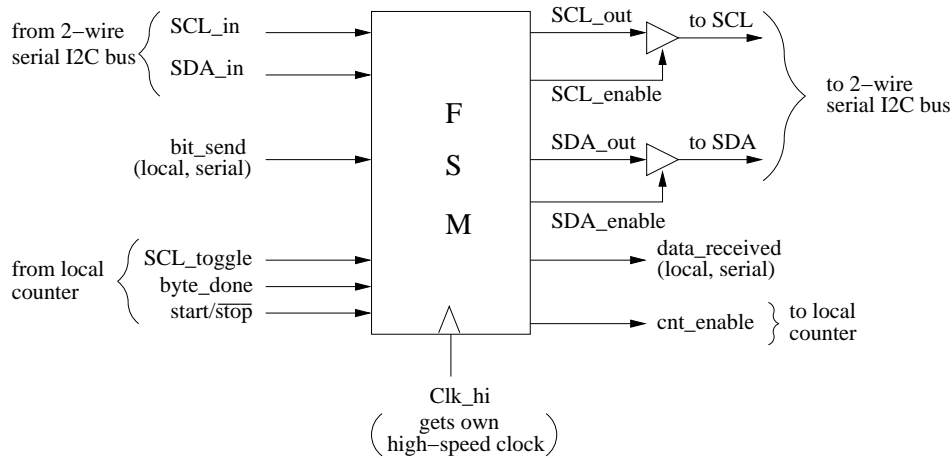 from 2−wire
serial I2C bus
SCL_in
SDA_in
bit_send
(local, serial)
from local
counter
SCL_toggle
byte_done
start/stop
F
S
M
SCL_out
to SCL
SCL_enable
SDA_out
to SDA
SDA_enable
to 2−wire
serial I2C bus
data_received
(local, serial)
cnt_enable
to local
counter
Clk_hi
gets own
high−speed clock